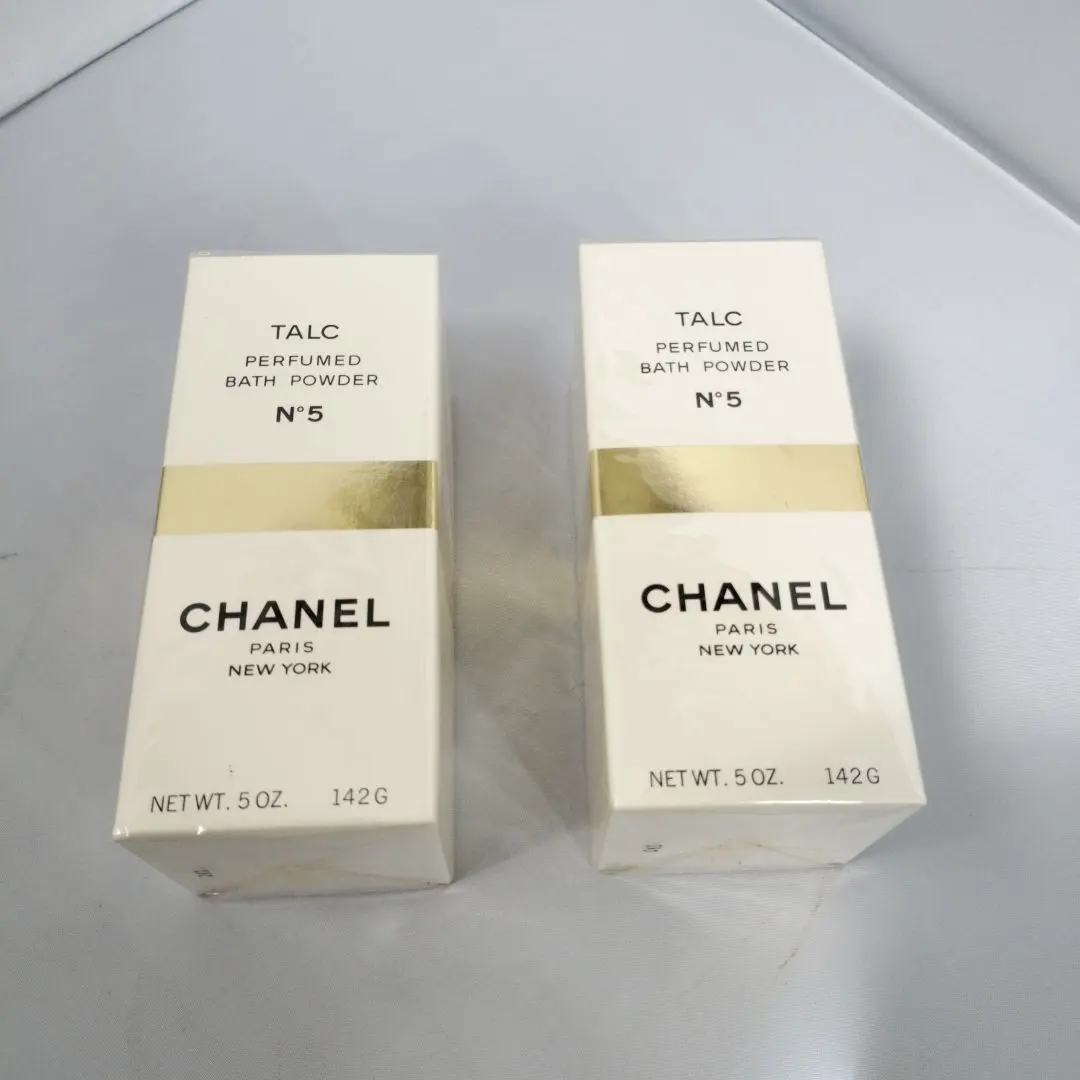 TALC
PERFUMED
BATH POWDER
N°5
CHANEL
PARIS
NEW YORK
NET WT. 5 OZ. 142 G
TALC
PERFUMED
BATH POWDER
N°5
CHANEL
PARIS
NEW YORK
NET WT. 5 OZ. 142 G